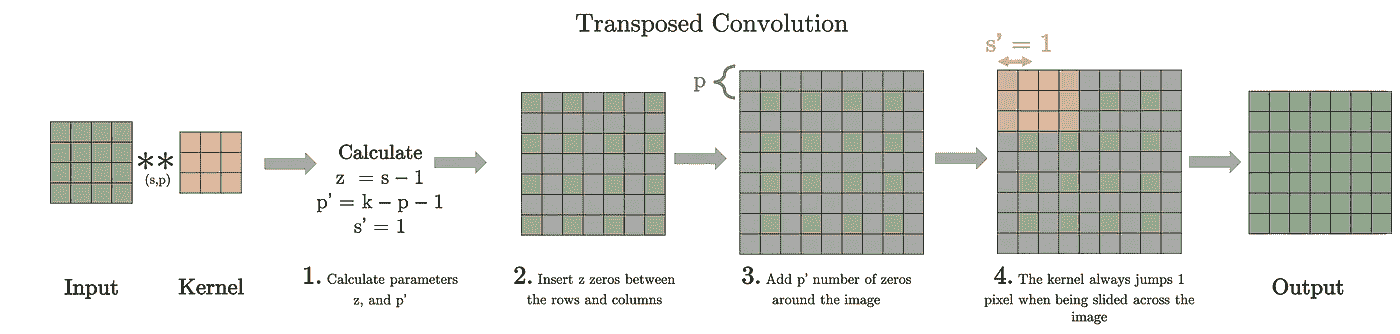 Transposed Convolution
s' = 1
p
**
(s,p)
Calculate
z = s − 1
p' = k − p − 1
s' = 1
Input
Kernel
1. Calculate parameters
z, and p'
2. Insert z zeros between
the rows and columns
3. Add p' number of zeros
around the image
4. The kernel always jumps 1
pixel when being slided across the
image
Output